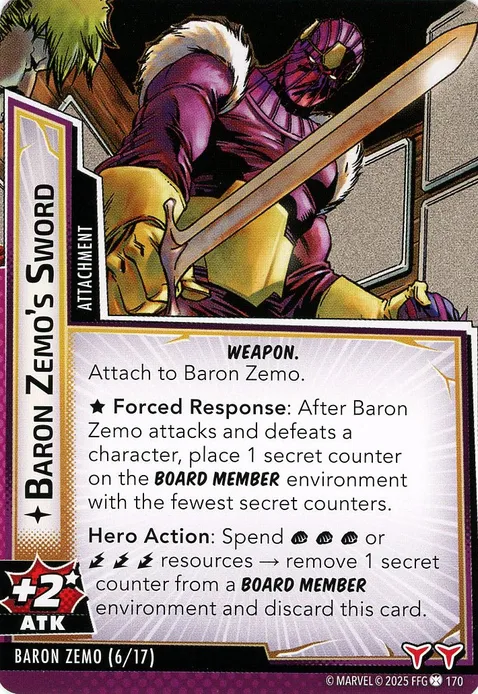 BARON ZEMO'S SWORD
ATTACHMENT
WEAPON.
Attach to Baron Zemo.
★ Forced Response: After Baron
Zemo attacks and defeats a
character, place 1 secret counter
on the BOARD MEMBER environment
with the fewest secret counters.
Hero Action: Spend or
resources → remove 1 secret
counter from a BOARD MEMBER
environment and discard this card.
+2★
ATK
BARON ZEMO (6/17)
© MARVEL © 2025 FFG 170